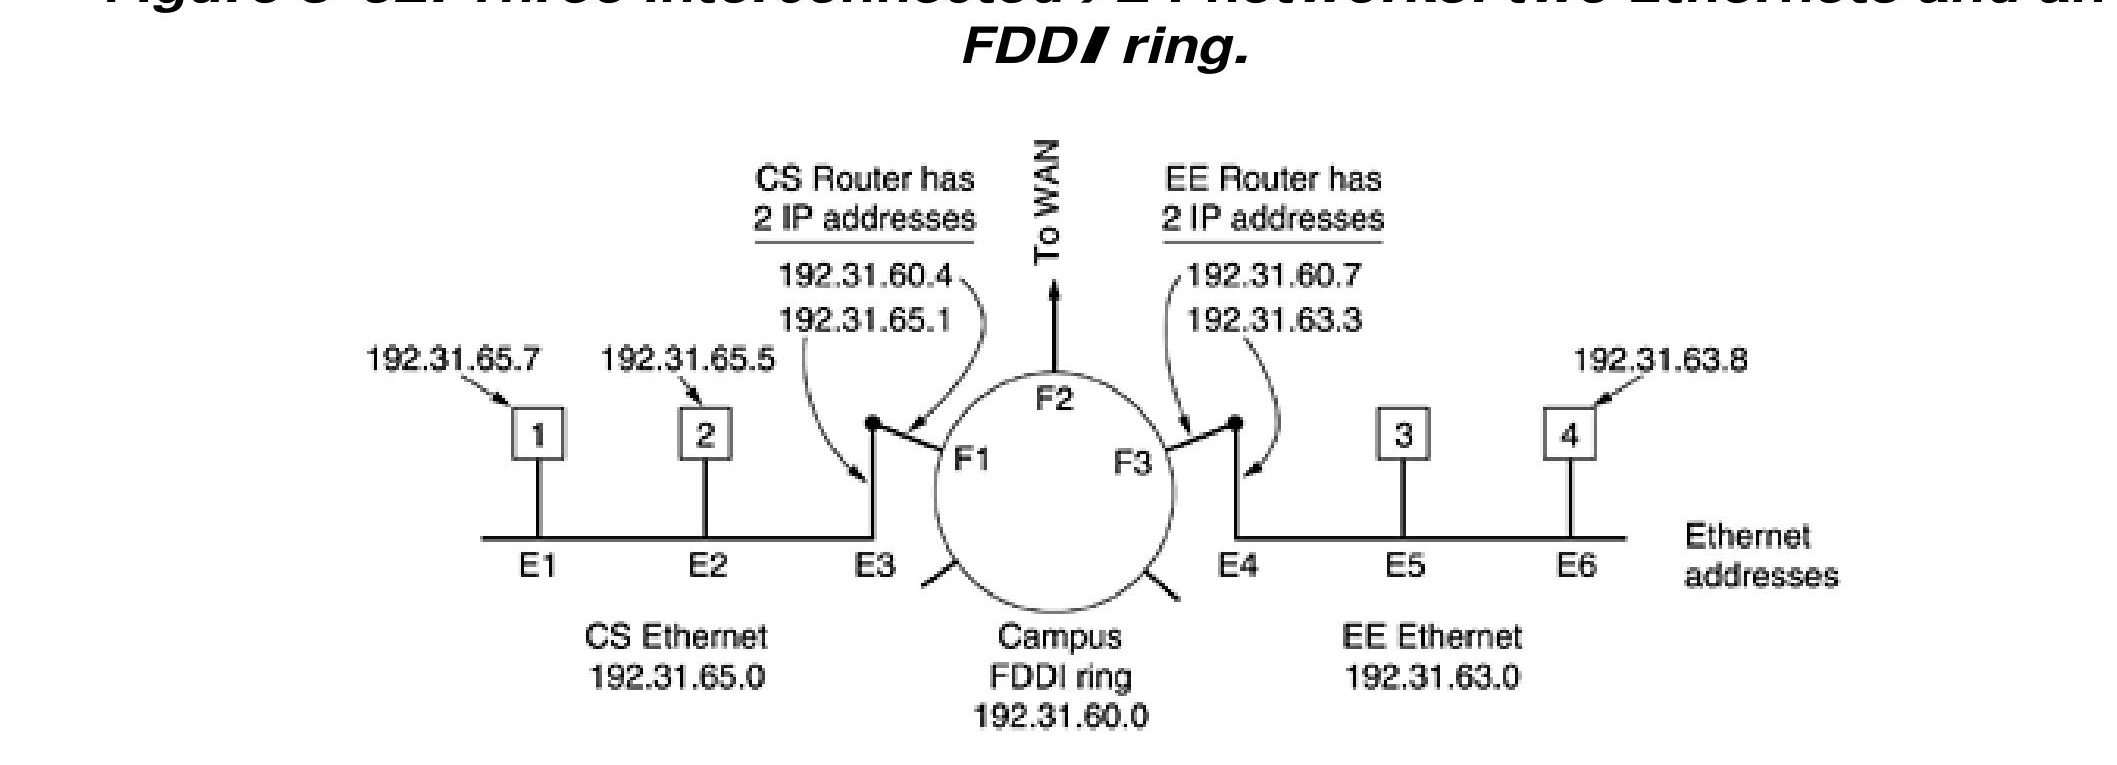 FDDI ring.
CS Router has
2 IP addresses
192.31.60.4
192.31.65.1
To WAN
EE Router has
2 IP addresses
192.31.60.7
192.31.63.3
192.31.65.7
192.31.65.5
192.31.63.8
1
2
F1
F2
F3
3
4
E1
E2
E3
E4
E5
E6
Ethernet
addresses
CS Ethernet
192.31.65.0
Campus
FDDI ring
192.31.60.0
EE Ethernet
192.31.63.0